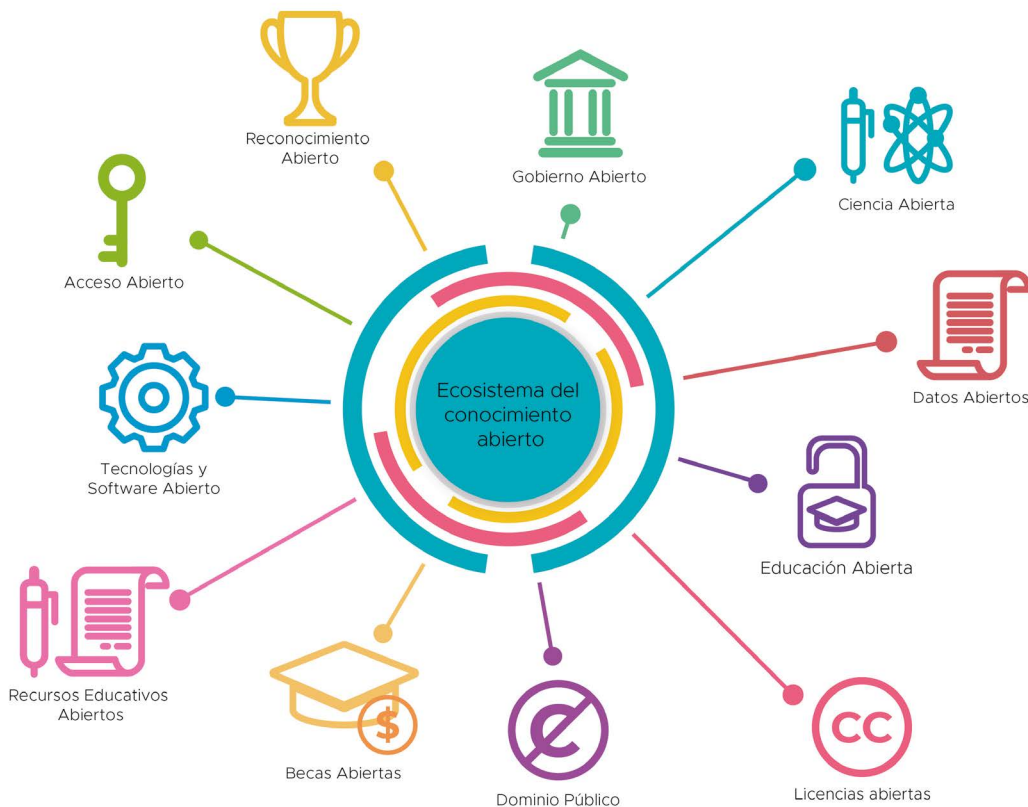 Reconocimiento
Abierto
Gobierno Abierto
Ciencia Abierta
Acceso Abierto
Datos Abiertos
Ecosistema del
conocimiento
abierto
Tecnologías y
Software Abierto
Educación Abierta
Recursos Educativos
Abiertos
$
Becas Abiertas
C
Dominio Público
CC
Licencias abiertas